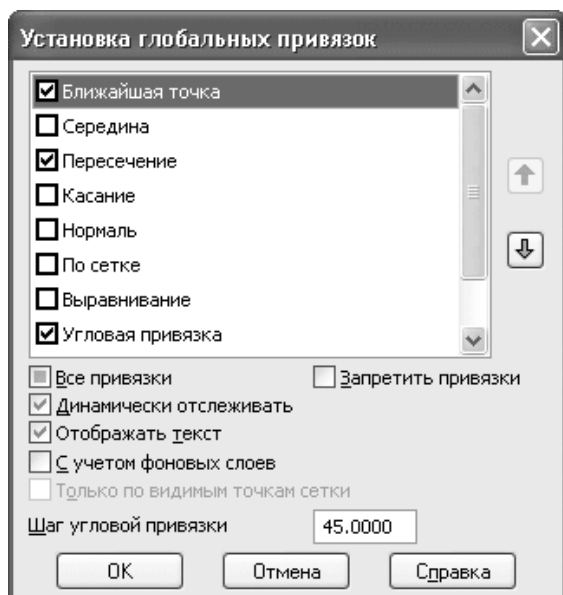 Установка глобальных привязок
Ближайшая точка
Середина
Пересечение
Касание
Нормаль
По сетке
Выравнивание
Угловая привязка
Все привязки Запретить привязки
Динамически отслеживать
Отображать текст
С учетом фоновых слоев
Только по видимым точкам сетки
Шаг угловой привязки 45.0000
OK Отмена Справка